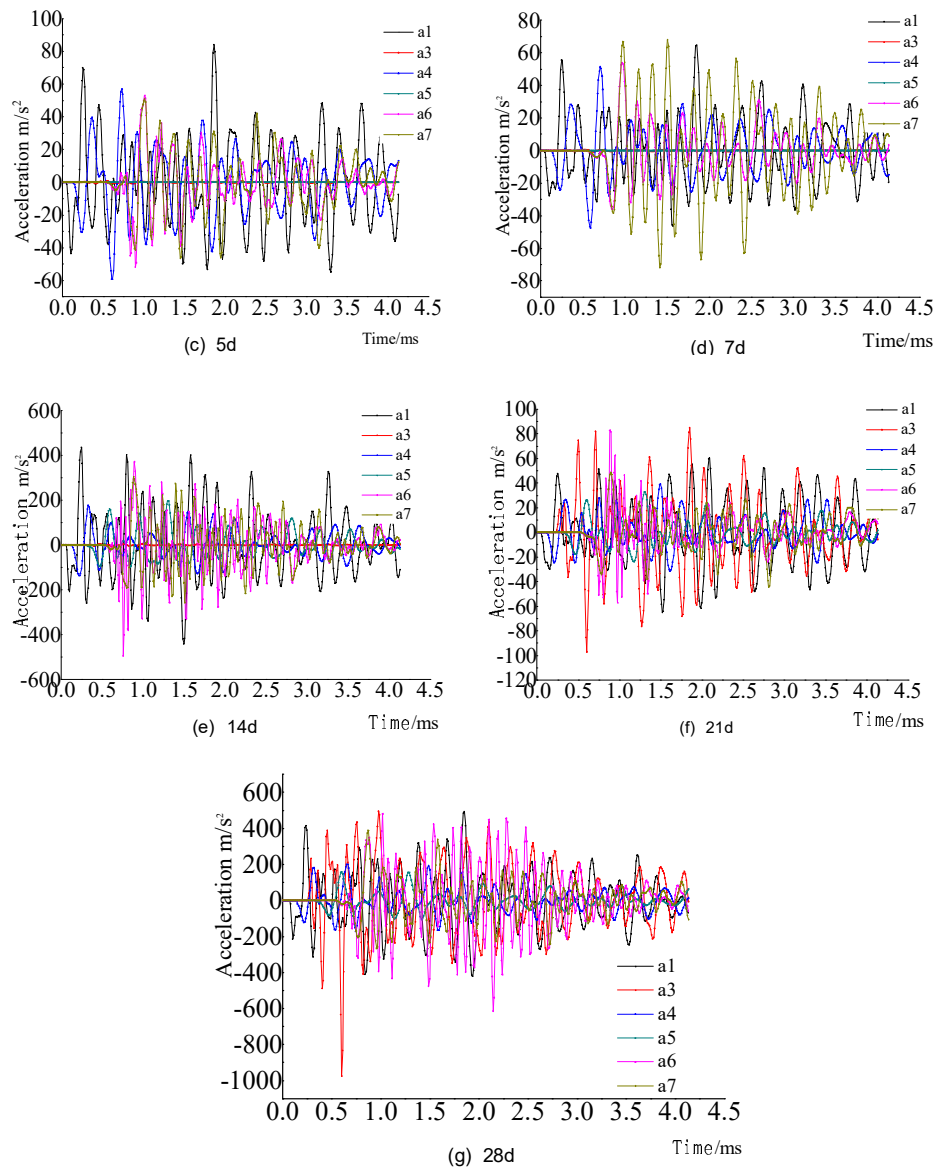 100
80
60
40
20
0
-20
-40
-60
Acceleration m/s²
0.0 0.5 1.0 1.5 2.0 2.5 3.0 3.5 4.0 4.5
Time/ms
a1
a3
a4
a5
a6
a7
(c) 5d
80
60
40
20
0
-20
-40
-60
-80
Acceleration m/s²
0.0 0.5 1.0 1.5 2.0 2.5 3.0 3.5 4.0 4.5
Time/ms
a1
a3
a4
a5
a6
a7
(d) 7d
600
400
200
0
-200
-400
-600
Acceleration m/s²
0.0 0.5 1.0 1.5 2.0 2.5 3.0 3.5 4.0 4.5
Time/ms
a1
a3
a4
a5
a6
a7
(e) 14d
100
80
60
40
20
0
-20
-40
-60
-80
-100
-120
Acceleration m/s²
0.0 0.5 1.0 1.5 2.0 2.5 3.0 3.5 4.0 4.5
Time/ms
a1
a3
a4
a5
a6
a7
(f) 21d
600
400
200
0
-200
-400
-600
-800
-1000
Acceleration m/s²
0.0 0.5 1.0 1.5 2.0 2.5 3.0 3.5 4.0 4.5
Time/ms
a1
a3
a4
a5
a6
a7
(g) 28d